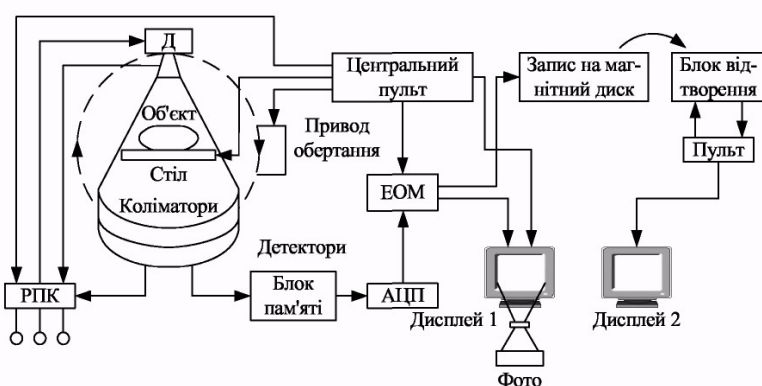 Д
Центральний
пульт
Запис на маг-
нітний диск
Блок від-
творення
Об'єкт
Привод
обертання
Стіл
Пульт
Коліматори
ЕОМ
Детектори
РПК
Блок
пам'яті
АЦП
Дисплей 1
Дисплей 2
Фото